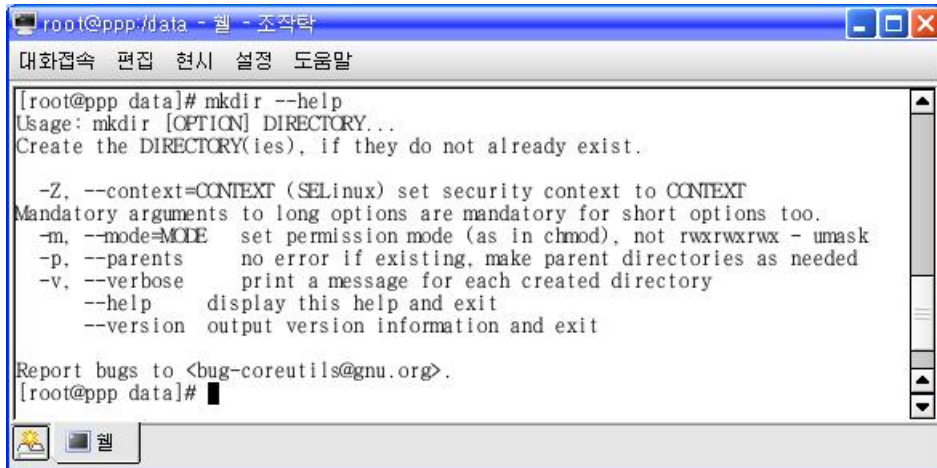 root@ppp:/data - 웰 - 조작탁
대화접속 편집 현시 설정 도움말
[root@ppp data]# mkdir --help
Usage: mkdir [OPTION] DIRECTORY...
Create the DIRECTORY(ies), if they do not already exist.
-Z, --context=CONTEXT (SELinux) set security context to CONTEXT
Mandatory arguments to long options are mandatory for short options too.
-m, --mode=MODE set permission mode (as in chmod), not rwxrwxrwx - umask
-p, --parents no error if existing, make parent directories as needed
-v, --verbose print a message for each created directory
--help display this help and exit
--version output version information and exit
Report bugs to <bug-coreutils@gnu.org>.
[root@ppp data]#
웰